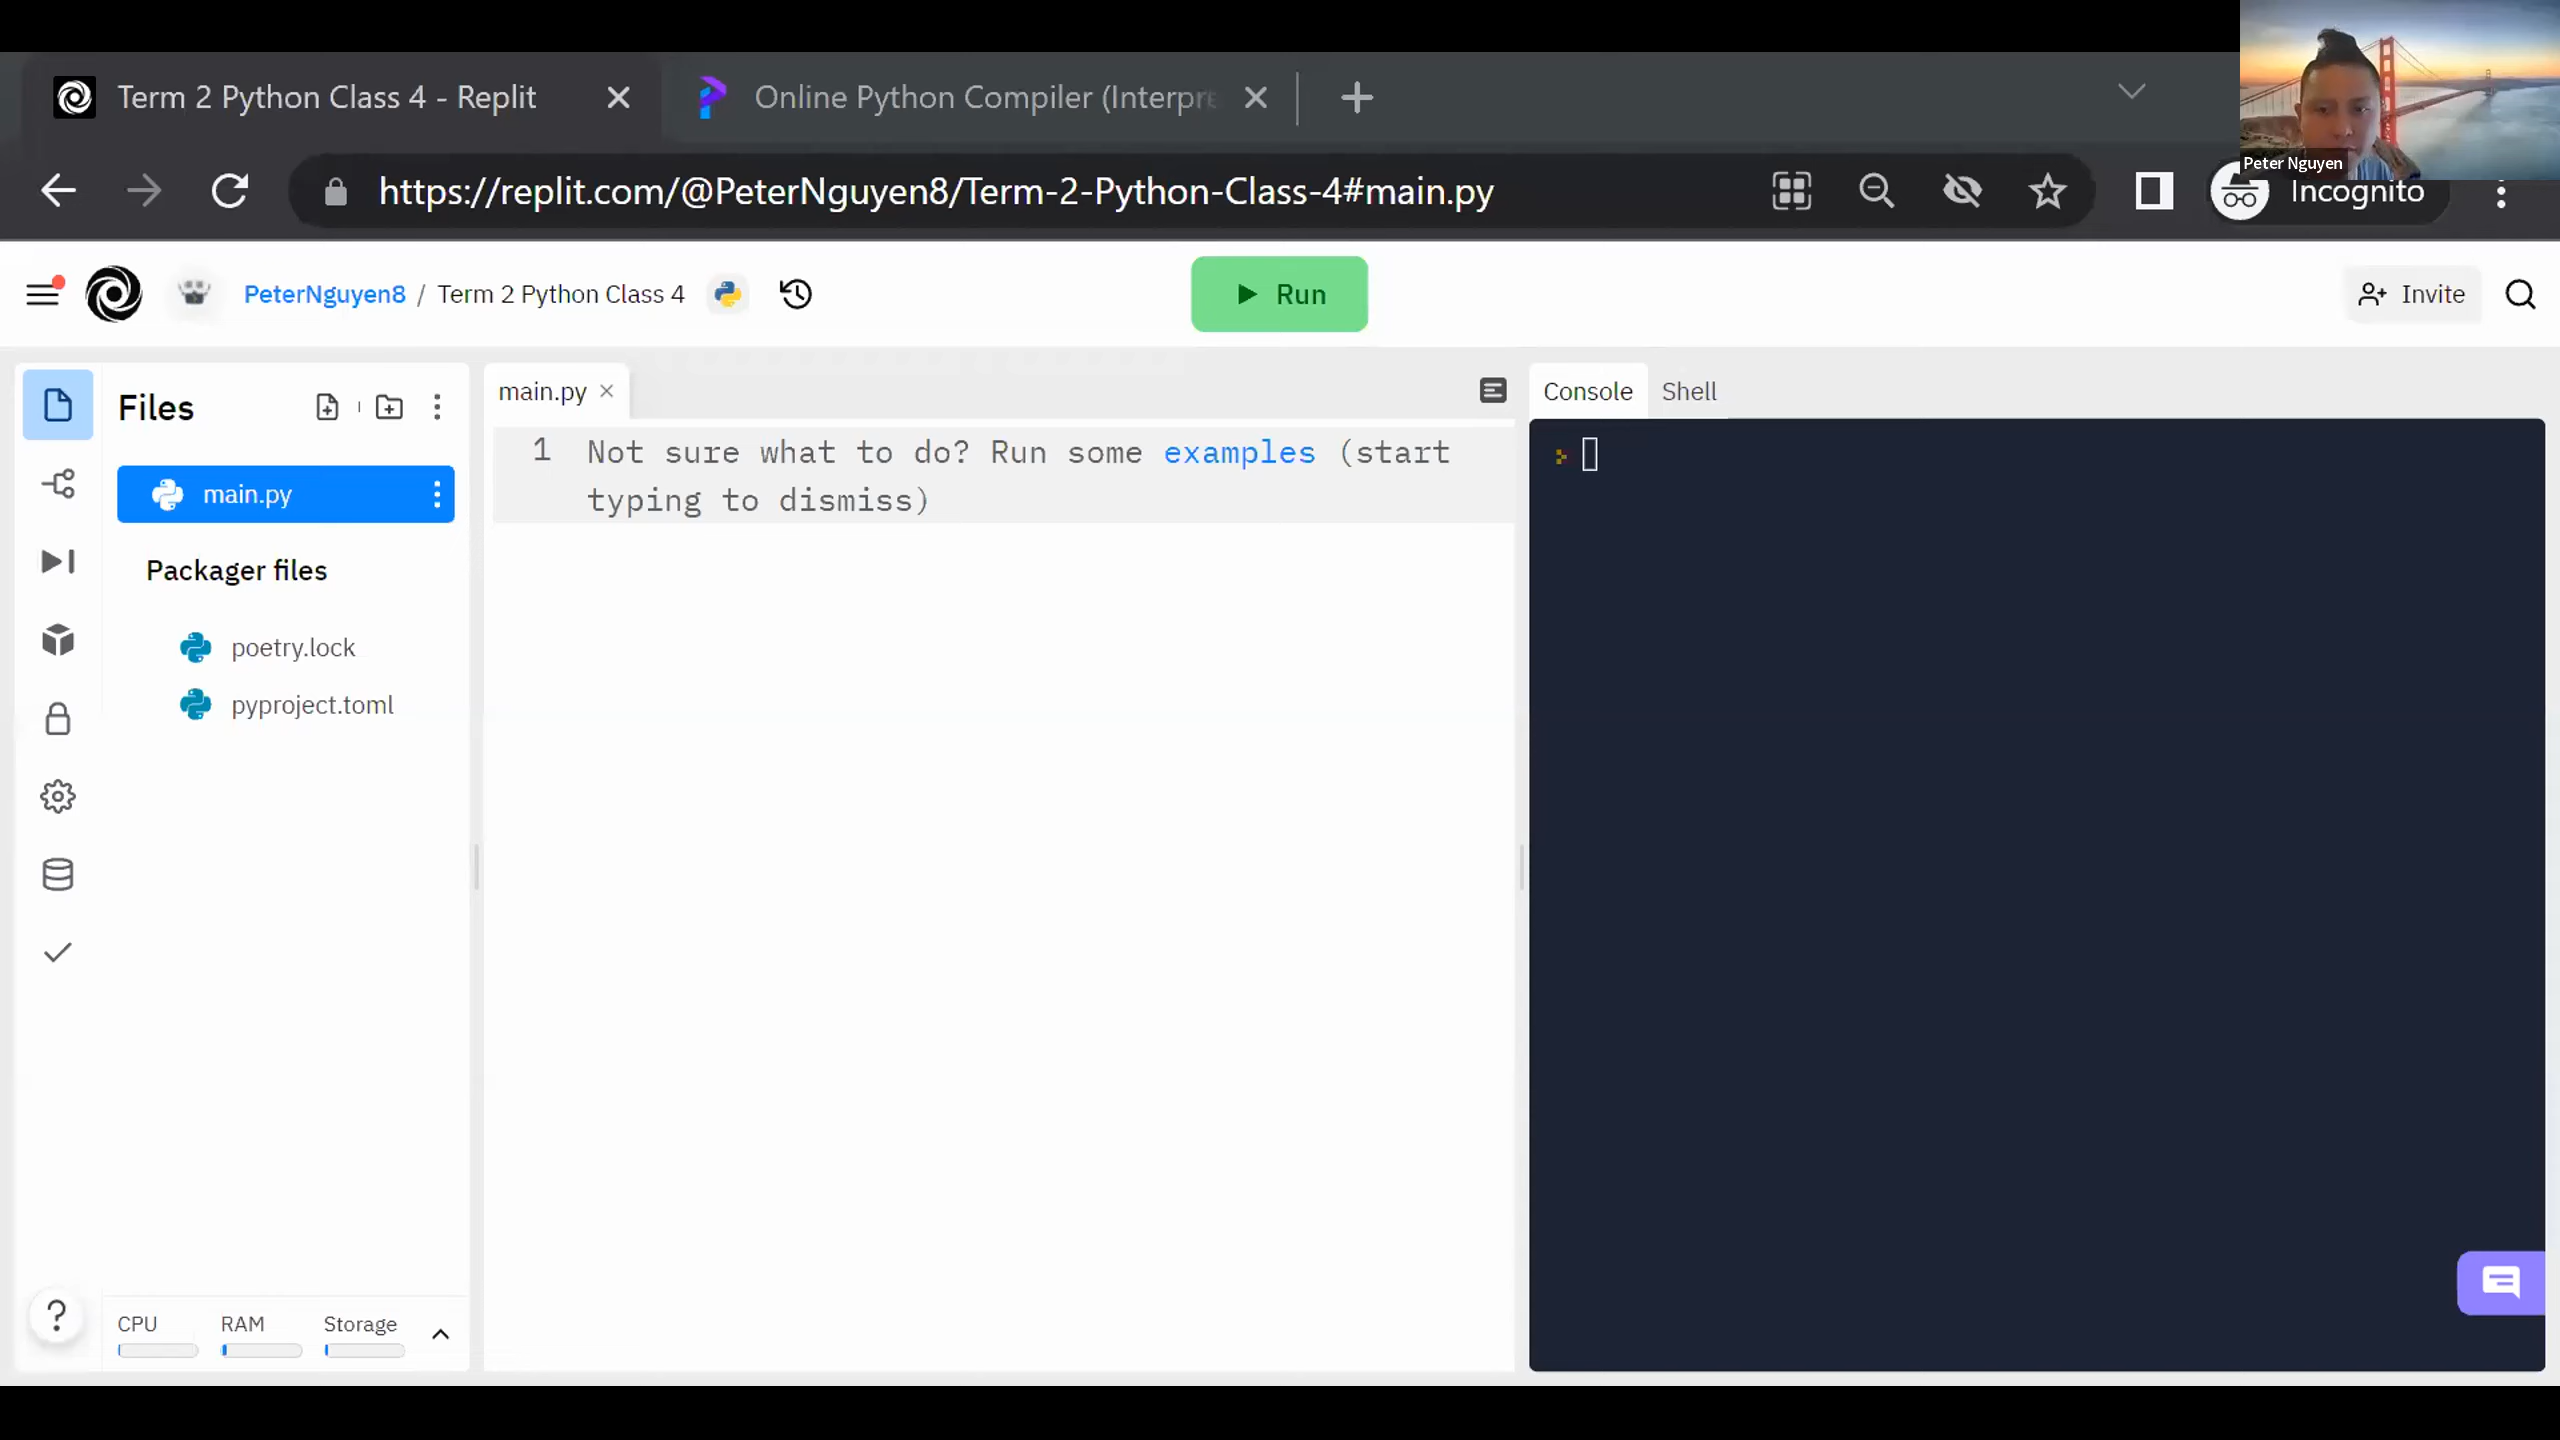 Term 2 Python Class 4 - Replit
Online Python Compiler (Interpre
Peter Nguyen
https://replit.com/@PeterNguyen8/Term-2-Python-Class-4#main.py
Incognito
PeterNguyen8 / Term 2 Python Class 4
Run
Invite
Files
main.py
Packager files
poetry.lock
pyproject.toml
CPU
RAM
Storage
main.py
1 Not sure what to do? Run some examples (start
typing to dismiss)
Console
Shell